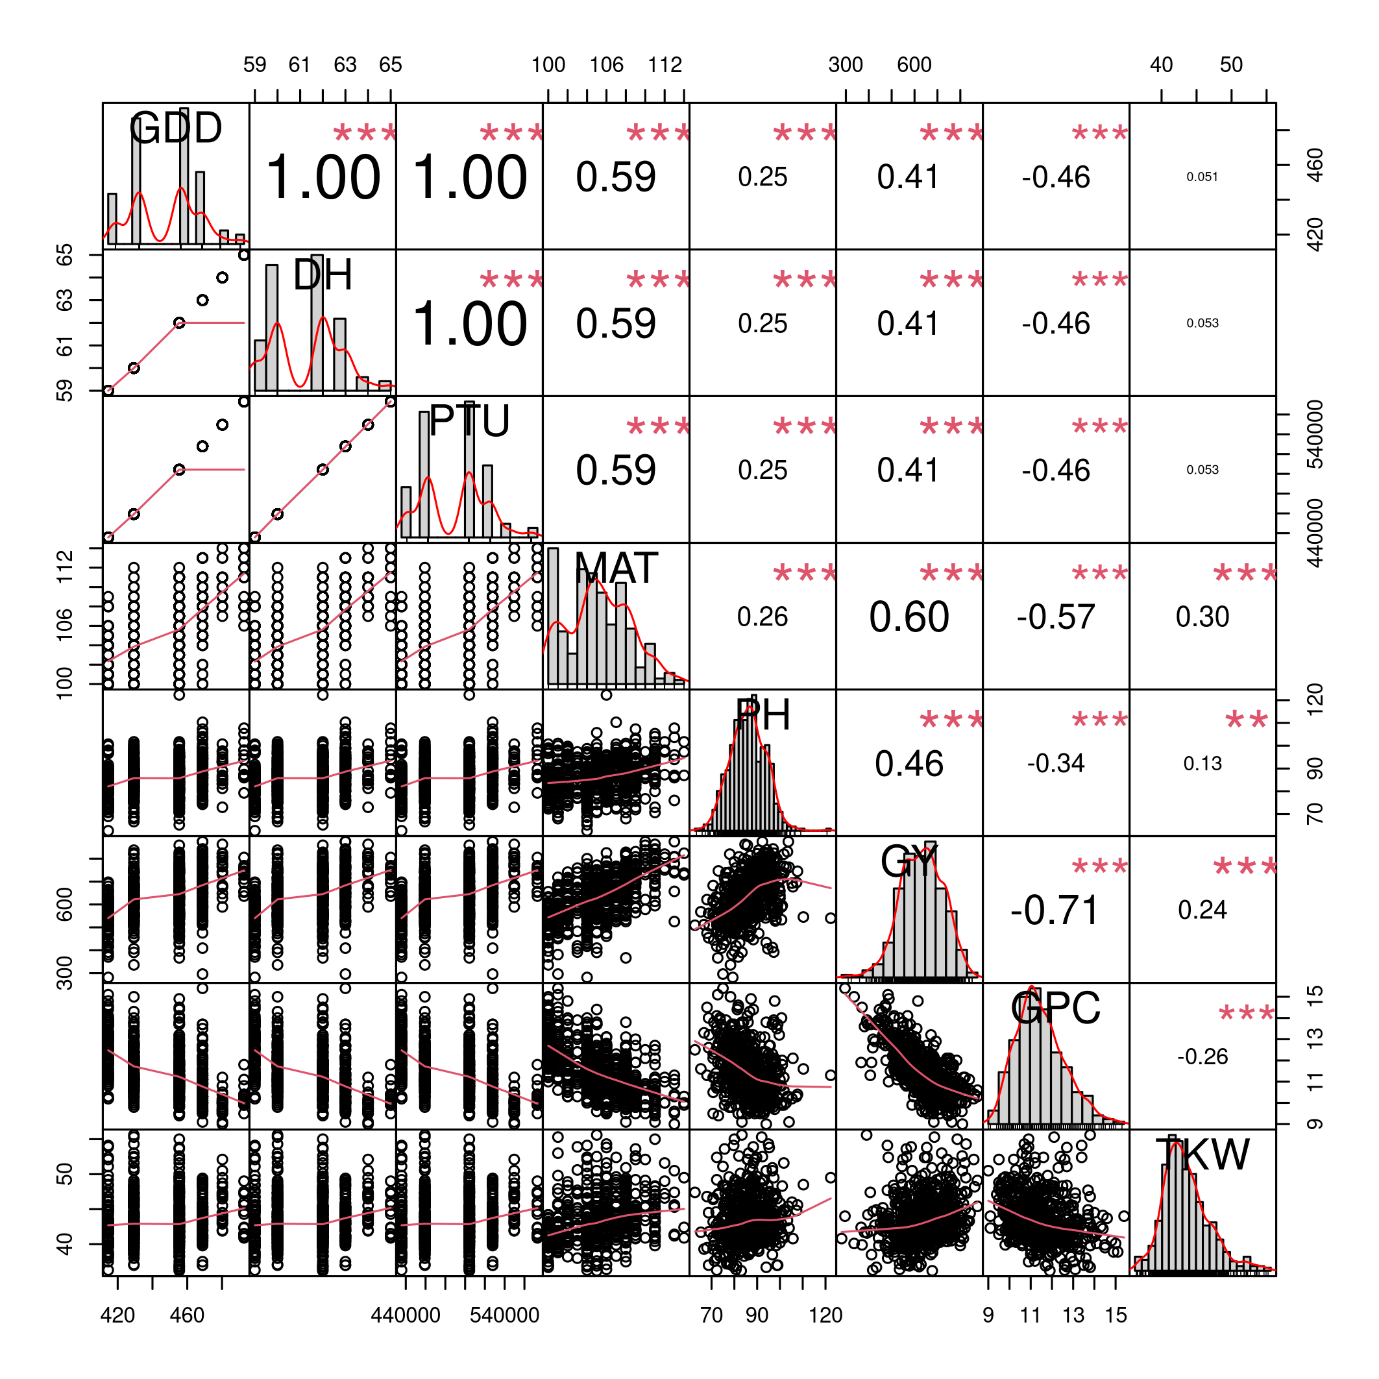 59 61 63 65 100 106 112 300 600 40 50
GDD *** 1.00 *** 1.00 *** 0.59 *** 0.25 *** 0.41 *** -0.46 0.051 420 460
59 61 63 65 DH *** 1.00 *** 0.59 *** 0.25 *** 0.41 *** -0.46 0.053
PTU *** 0.59 *** 0.25 *** 0.41 *** -0.46 0.053 440000 540000
100 106 112 MAT *** 0.26 *** 0.60 *** -0.57 *** 0.30
PH *** 0.46 *** -0.34 ** 0.13 70 90 120
300 600 GY *** -0.71 *** 0.24
GPC *** -0.26 9 11 13 15
40 50 TKW
420 460 440000 540000 70 90 120 9 11 13 15